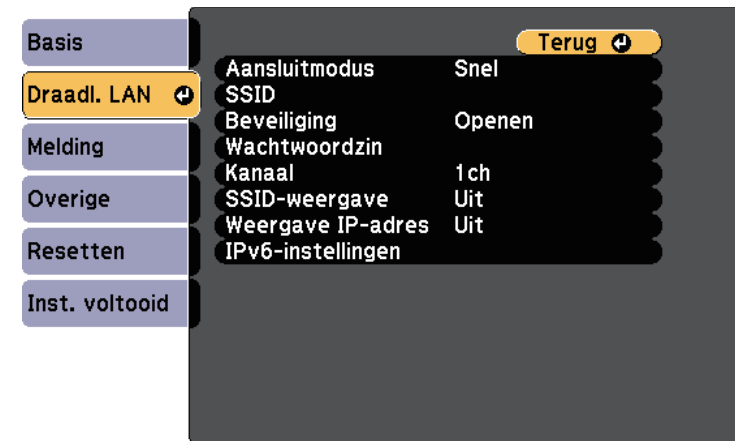 Basis
Draadl. LAN
Melding
Overige
Resetten
Inst. voltooid
Terug
Aansluitmodus Snel
SSID
Beveiliging Openen
Wachtwoordzin
Kanaal 1ch
SSID-weergave Uit
Weergave IP-adres Uit
IPv6-instellingen